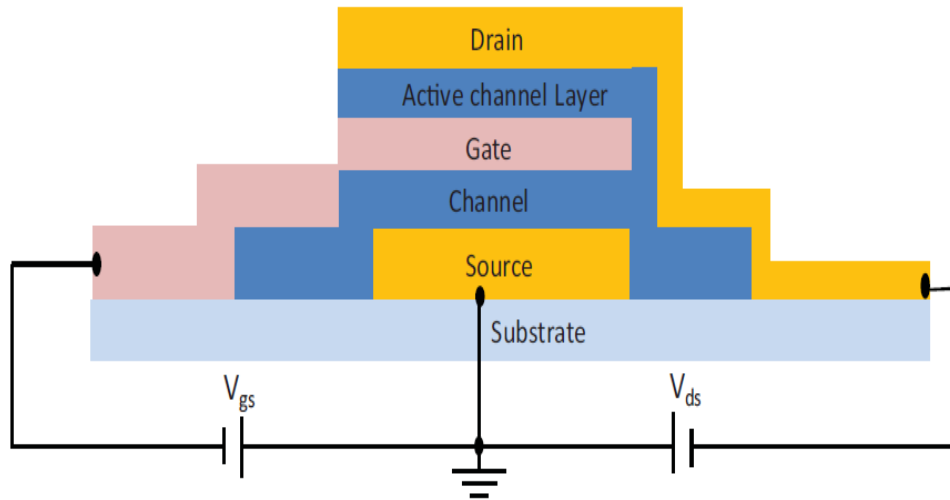 Drain
Active channel Layer
Gate
Channel
Source
Substrate
Vgs
Vds